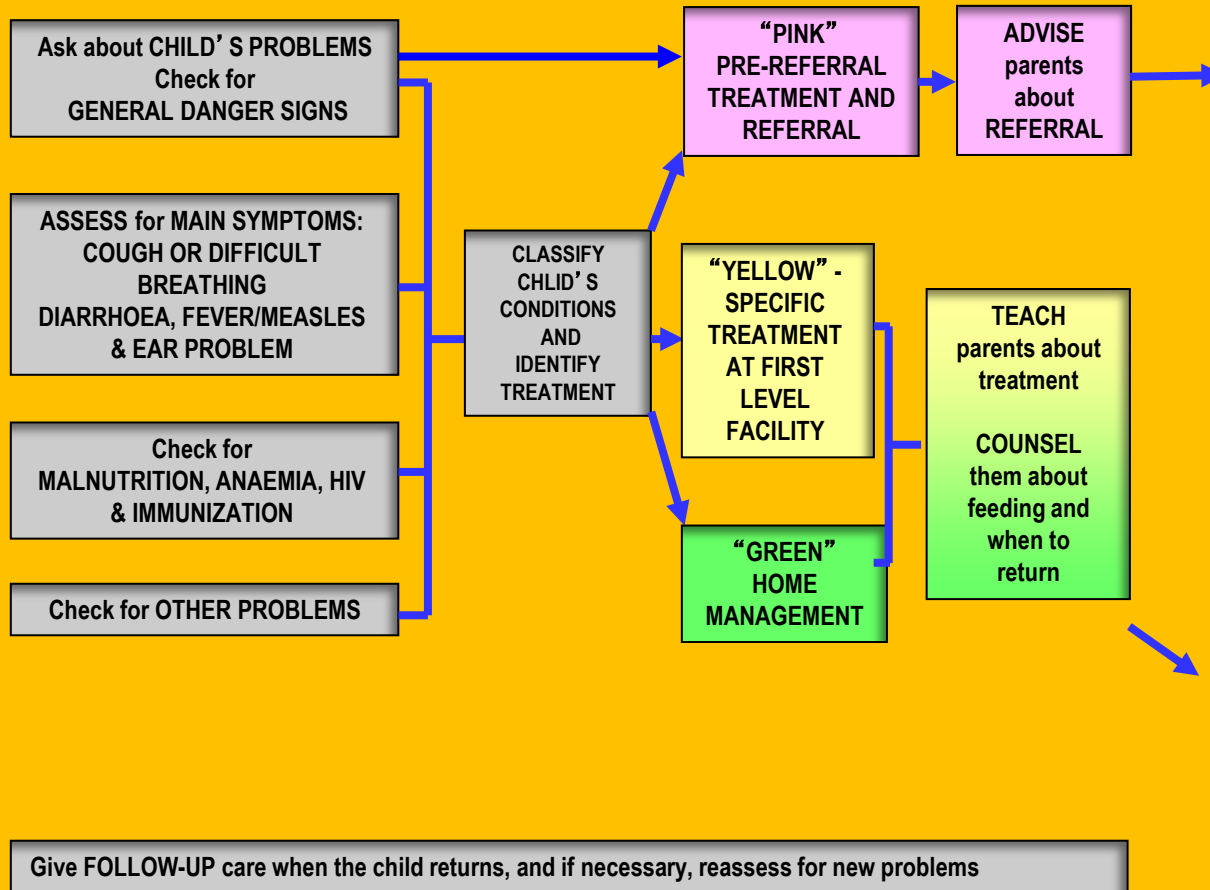 Ask about CHILD’S PROBLEMS
Check for
GENERAL DANGER SIGNS
ASSESS for MAIN SYMPTOMS:
COUGH OR DIFFICULT
BREATHING
DIARRHOEA, FEVER/MEASLES
& EAR PROBLEM
Check for
MALNUTRITION, ANAEMIA, HIV
& IMMUNIZATION
Check for OTHER PROBLEMS
CLASSIFY
CHLID’S
CONDITIONS
AND
IDENTIFY
TREATMENT
“PINK”
PRE-REFERRAL
TREATMENT AND
REFERRAL
ADVISE
parents
about
REFERRAL
“YELLOW” -
SPECIFIC
TREATMENT
AT FIRST
LEVEL
FACILITY
“GREEN”
HOME
MANAGEMENT
TEACH
parents about
treatment
COUNSEL
them about
feeding and
when to
return
Give FOLLOW-UP care when the child returns, and if necessary, reassess for new problems